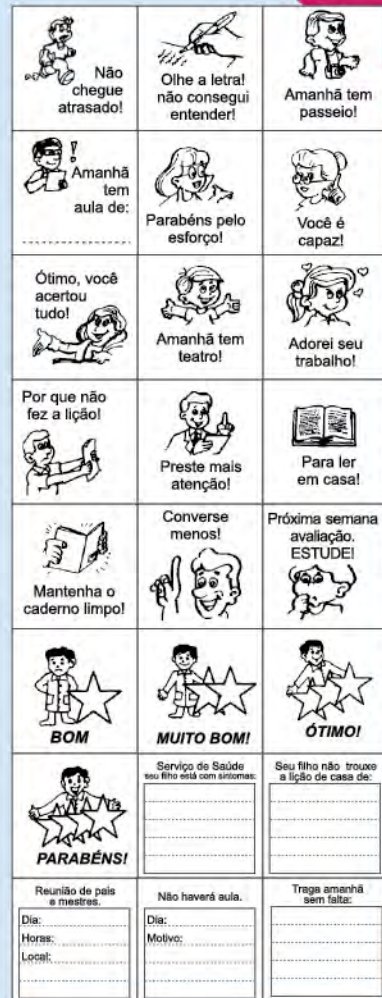 Não
chegue
atrasado!
Olhe a letra!
não consegui
entender!
Amanhã tem
passeio!
Amanhã
tem
aula de:
Parabéns pelo
esforço!
Você é
capaz!
Ótimo, você
acertou
tudo!
Amanhã tem
teatro!
Adorei seu
trabalho!
Por que não
fez a lição!
Preste mais
atenção!
Para ler
em casa!
Mantenha o
caderno limpo!
Converse
menos!
Próxima semana
avaliação.
ESTUDE!
BOM
MUITO BOM!
ÓTIMO!
PARABÉNS!
Serviço de Saúde
seu filho está com sintomas:
Seu filho não trouxe
a lição de casa de:
Reunião de pais
e mestres.
Dia:
Horas:
Local:
Não haverá aula.
Dia:
Motivo:
Traga amanhã
sem falta: